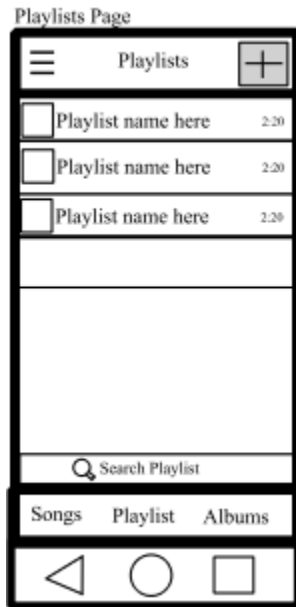 Playlists Page
Playlists
Playlist name here 2:20
Playlist name here 2:20
Playlist name here 2:20
Search Playlist
Songs Playlist Albums